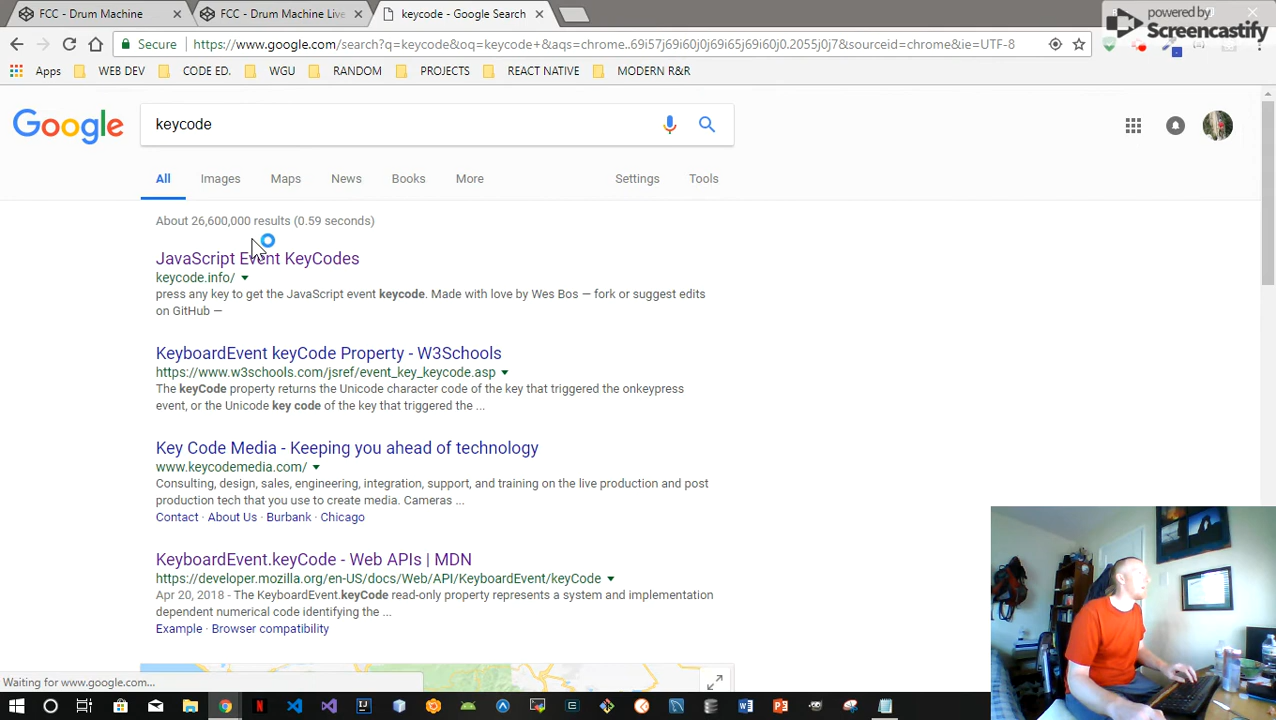 FCC - Drum Machine
FCC - Drum Machine Live
keycode - Google Search
powered by
Screencastify
Secure
https://www.google.com/search?q=keycode&oq=keycode+&aqs=chrome..69i57j69i60j0j69i65j69i60j0.2055j0j7&sourceid=chrome&ie=UTF-8
Apps
WEB DEV
CODE ED.
WGU
RANDOM
PROJECTS
REACT NATIVE
MODERN R&R
Google
keycode
All
Images
Maps
News
Books
More
Settings
Tools
About 26,600,000 results (0.59 seconds)
JavaScript Event KeyCodes
keycode.info/
press any key to get the JavaScript event keycode. Made with love by Wes Bos — fork or suggest edits
on GitHub —
KeyboardEvent keyCode Property - W3Schools
https://www.w3schools.com/jsref/event_key_keycode.asp
The keyCode property returns the Unicode character code of the key that triggered the onkeypress
event, or the Unicode key code of the key that triggered the ...
Key Code Media - Keeping you ahead of technology
www.keycodemedia.com/
Consulting, design, sales, engineering, integration, support, and training on the live production and post
production tech that you use to create media. Cameras ...
Contact · About Us · Burbank · Chicago
KeyboardEvent.keyCode - Web APIs | MDN
https://developer.mozilla.org/en-US/docs/Web/API/KeyboardEvent/keyCode
Apr 20, 2018 - The KeyboardEvent.keyCode read-only property represents a system and implementation
dependent numerical code identifying the ...
Example · Browser compatibility
Waiting for www.google.com...